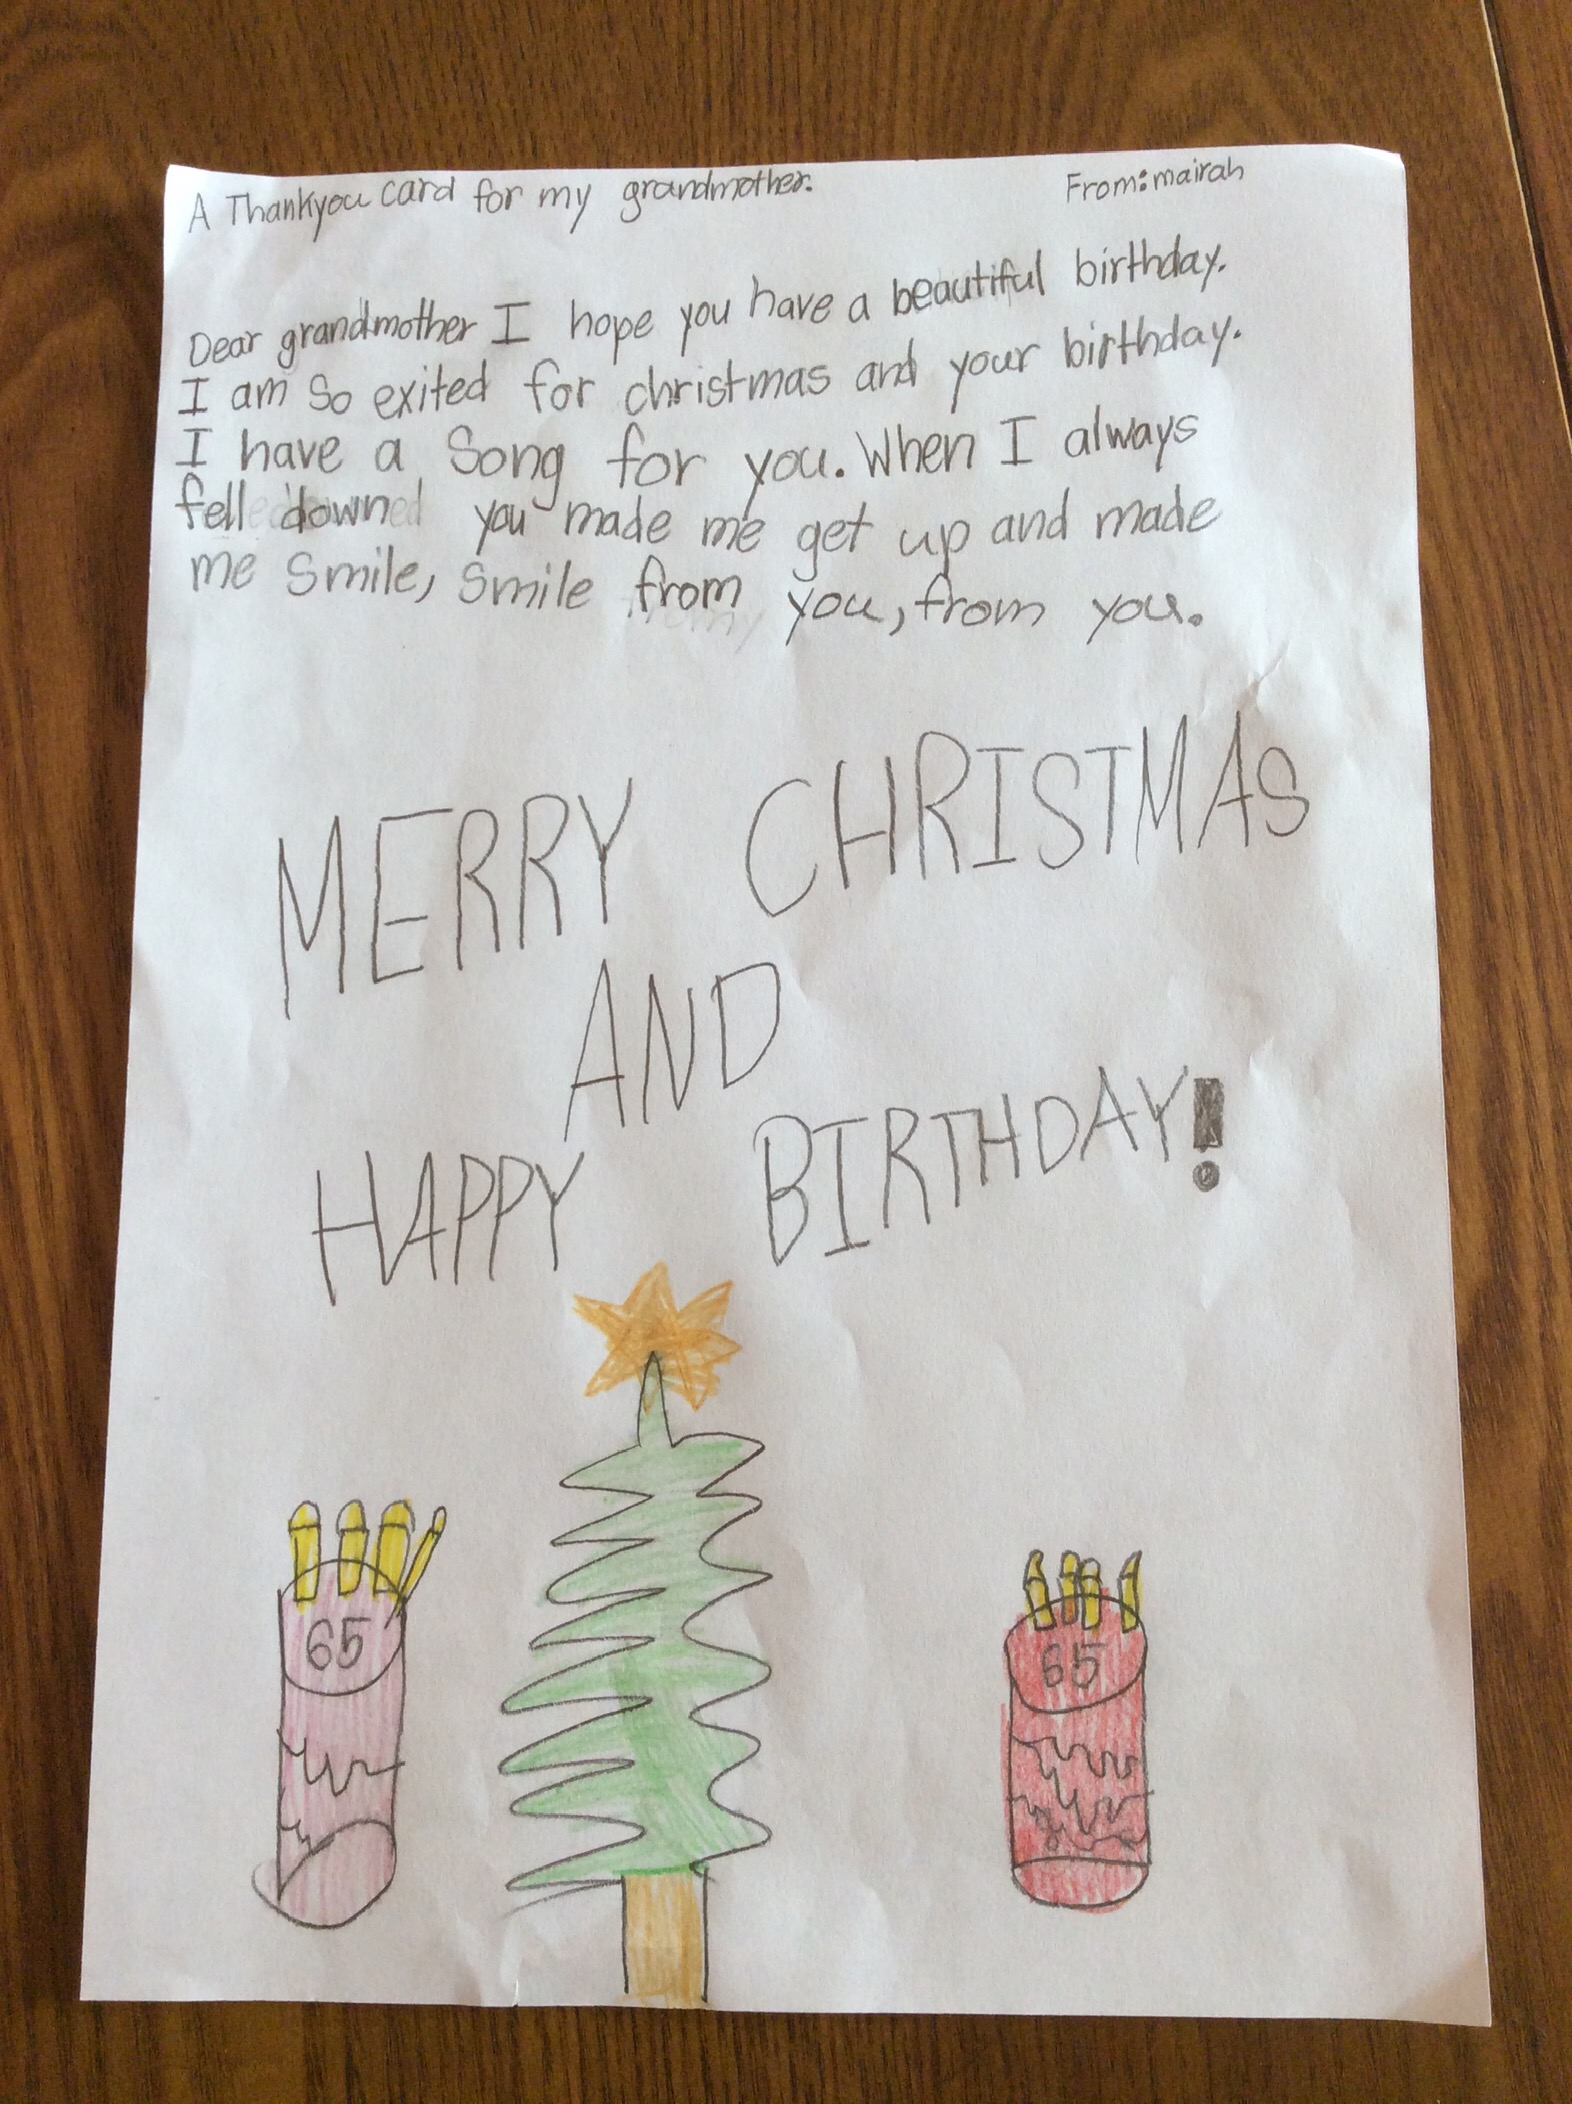 A Thankyou card for my grandmother. From: mairah
Dear grandmother I hope you have a beautiful birthday.
I am so exited for christmas and your birthday.
I have a song for you. When I always
fell down you made me get up and made
me smile, smile from you, from you.
MERRY CHRISTMAS
AND
HAPPY BIRTHDAY!
65
65